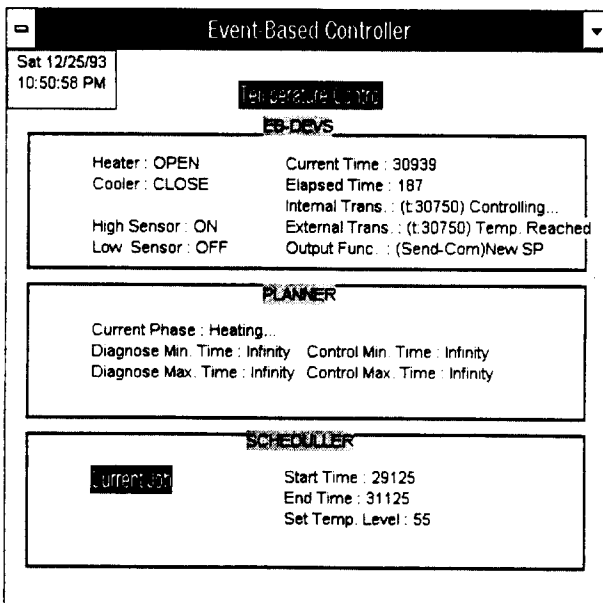 Event-Based Controller
Sat 12/25/93
10:50:58 PM
Temperature Control
EB-DEVS
Heater : OPEN
Cooler : CLOSE
High Sensor : ON
Low Sensor : OFF
Current Time : 30939
Elapsed Time : 187
Internal Trans. : (t:30750) Controlling...
External Trans. : (t:30750) Temp. Reached
Output Func. : (Send-Com)New SP
PLANNER
Current Phase : Heating...
Diagnose Min. Time : Infinity Control Min. Time : Infinity
Diagnose Max. Time : Infinity Control Max. Time : Infinity
SCHEDULLER
Current Job
Start Time : 29125
End Time : 31125
Set Temp. Level : 55